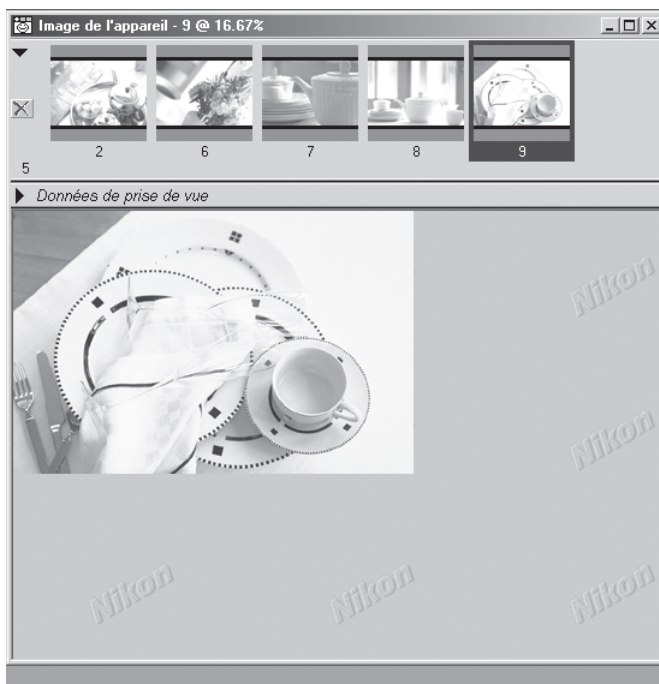 Image de l'appareil - 9 @ 16.67%
2 6 7 8 9
5
Données de prise de vue
Nikon
Nikon
Nikon Nikon Nikon